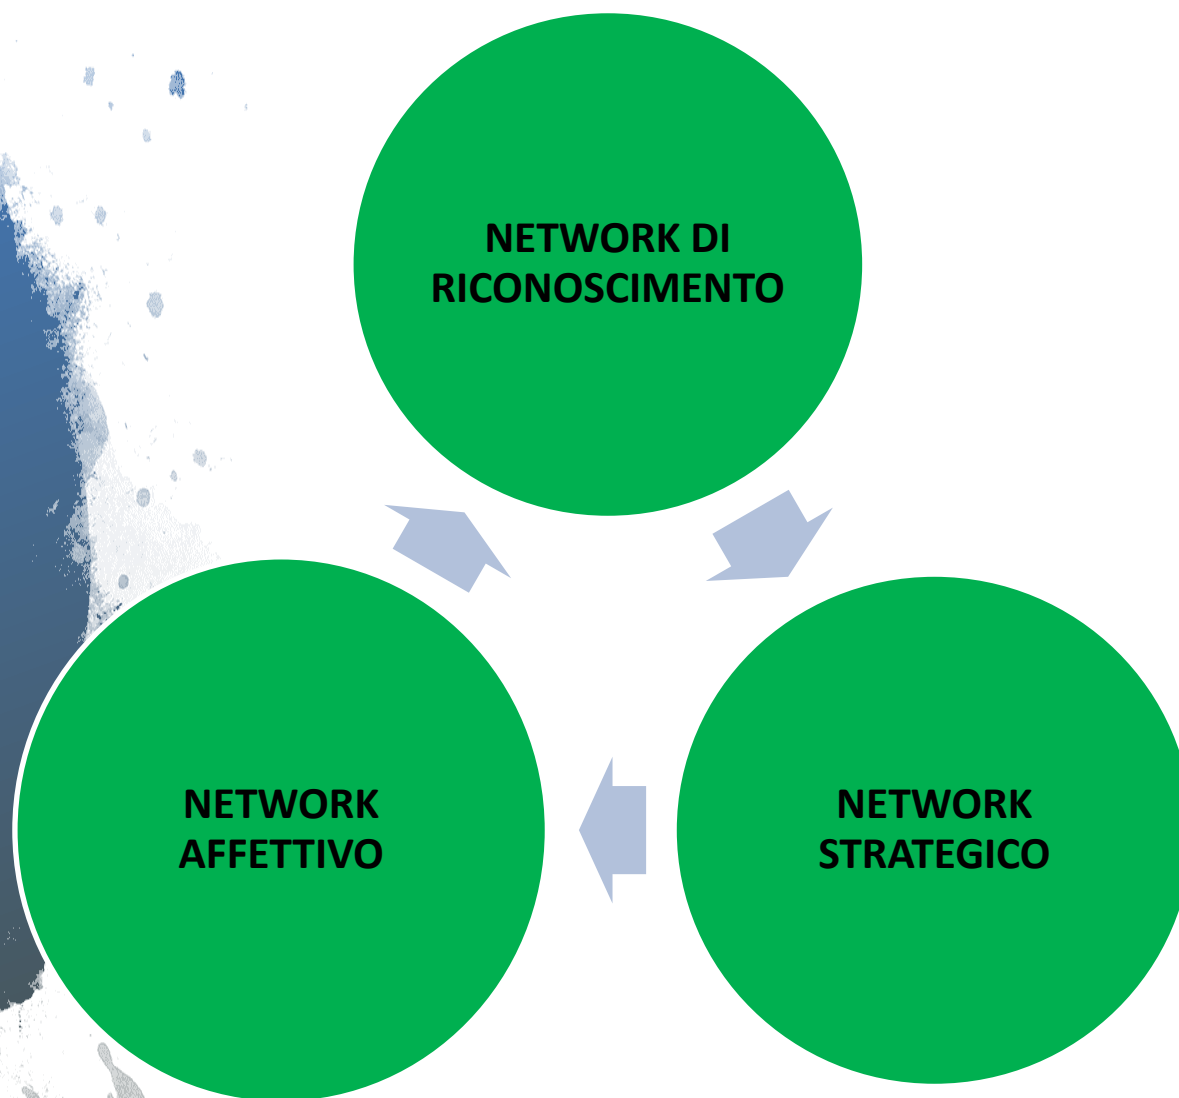 NETWORK DI
RICONOSCIMENTO
NETWORK
AFFETTIVO
NETWORK
STRATEGICO